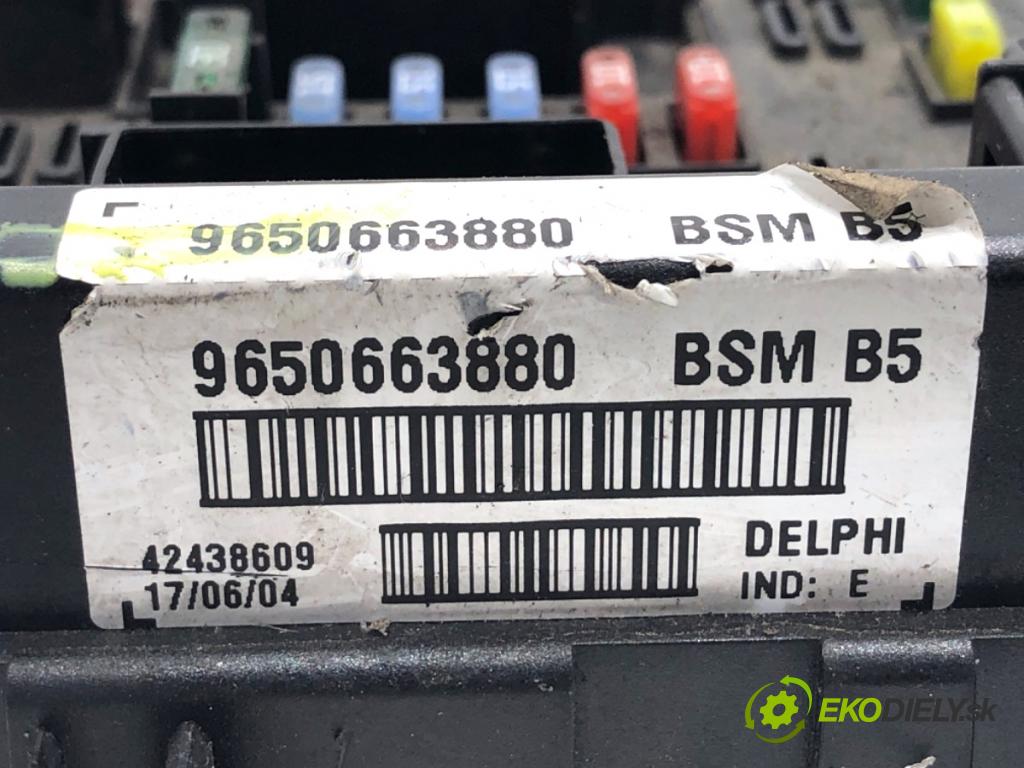 9650663880 BSM B5
9650663880 BSM B5
42438609 DELPHI
17/06/04 IND: E
EKODIELY.sk